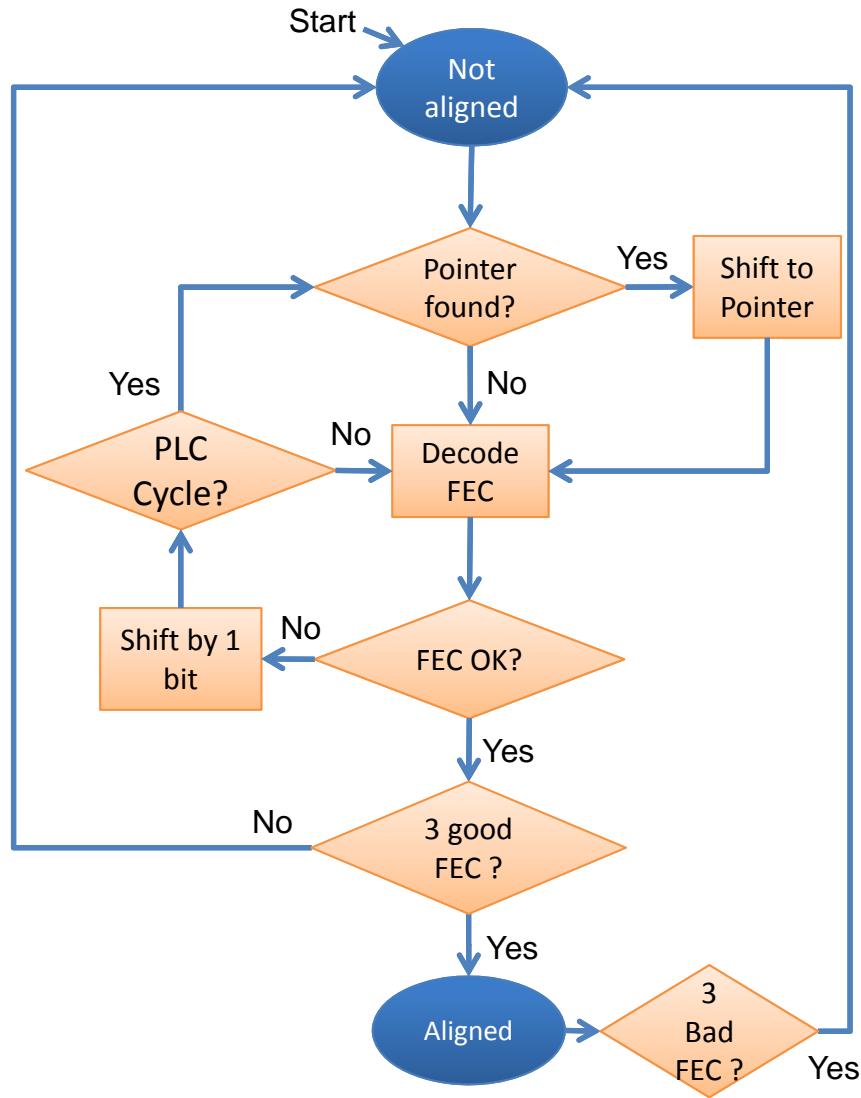 Start
Not
aligned
Pointer
found?
Yes
Shift to
Pointer
No
Yes
PLC
Cycle?
No
Decode
FEC
Shift by 1
bit
No
FEC OK?
Yes
No
3 good
FEC ?
Yes
Aligned
3
Bad
FEC ?
Yes